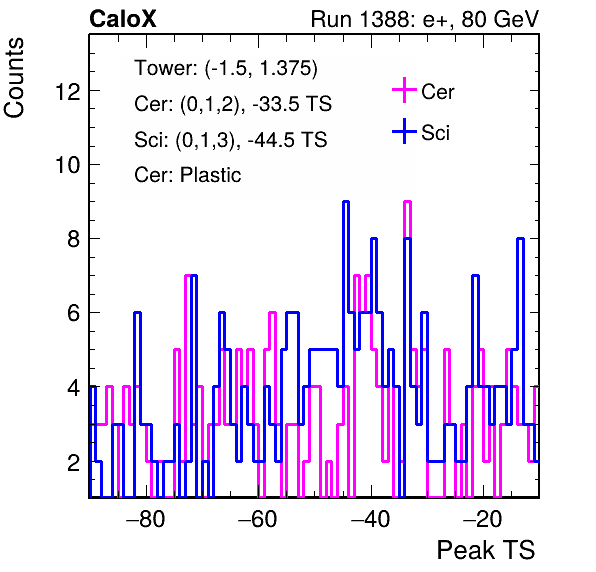 CaloX Run 1388: e+, 80 GeV
Counts
Tower: (-1.5, 1.375)
Cer: (0,1,2), -33.5 TS
Sci: (0,1,3), -44.5 TS
Cer: Plastic
Cer
Sci
12
10
8
6
4
2
−80 −60 −40 −20
Peak TS